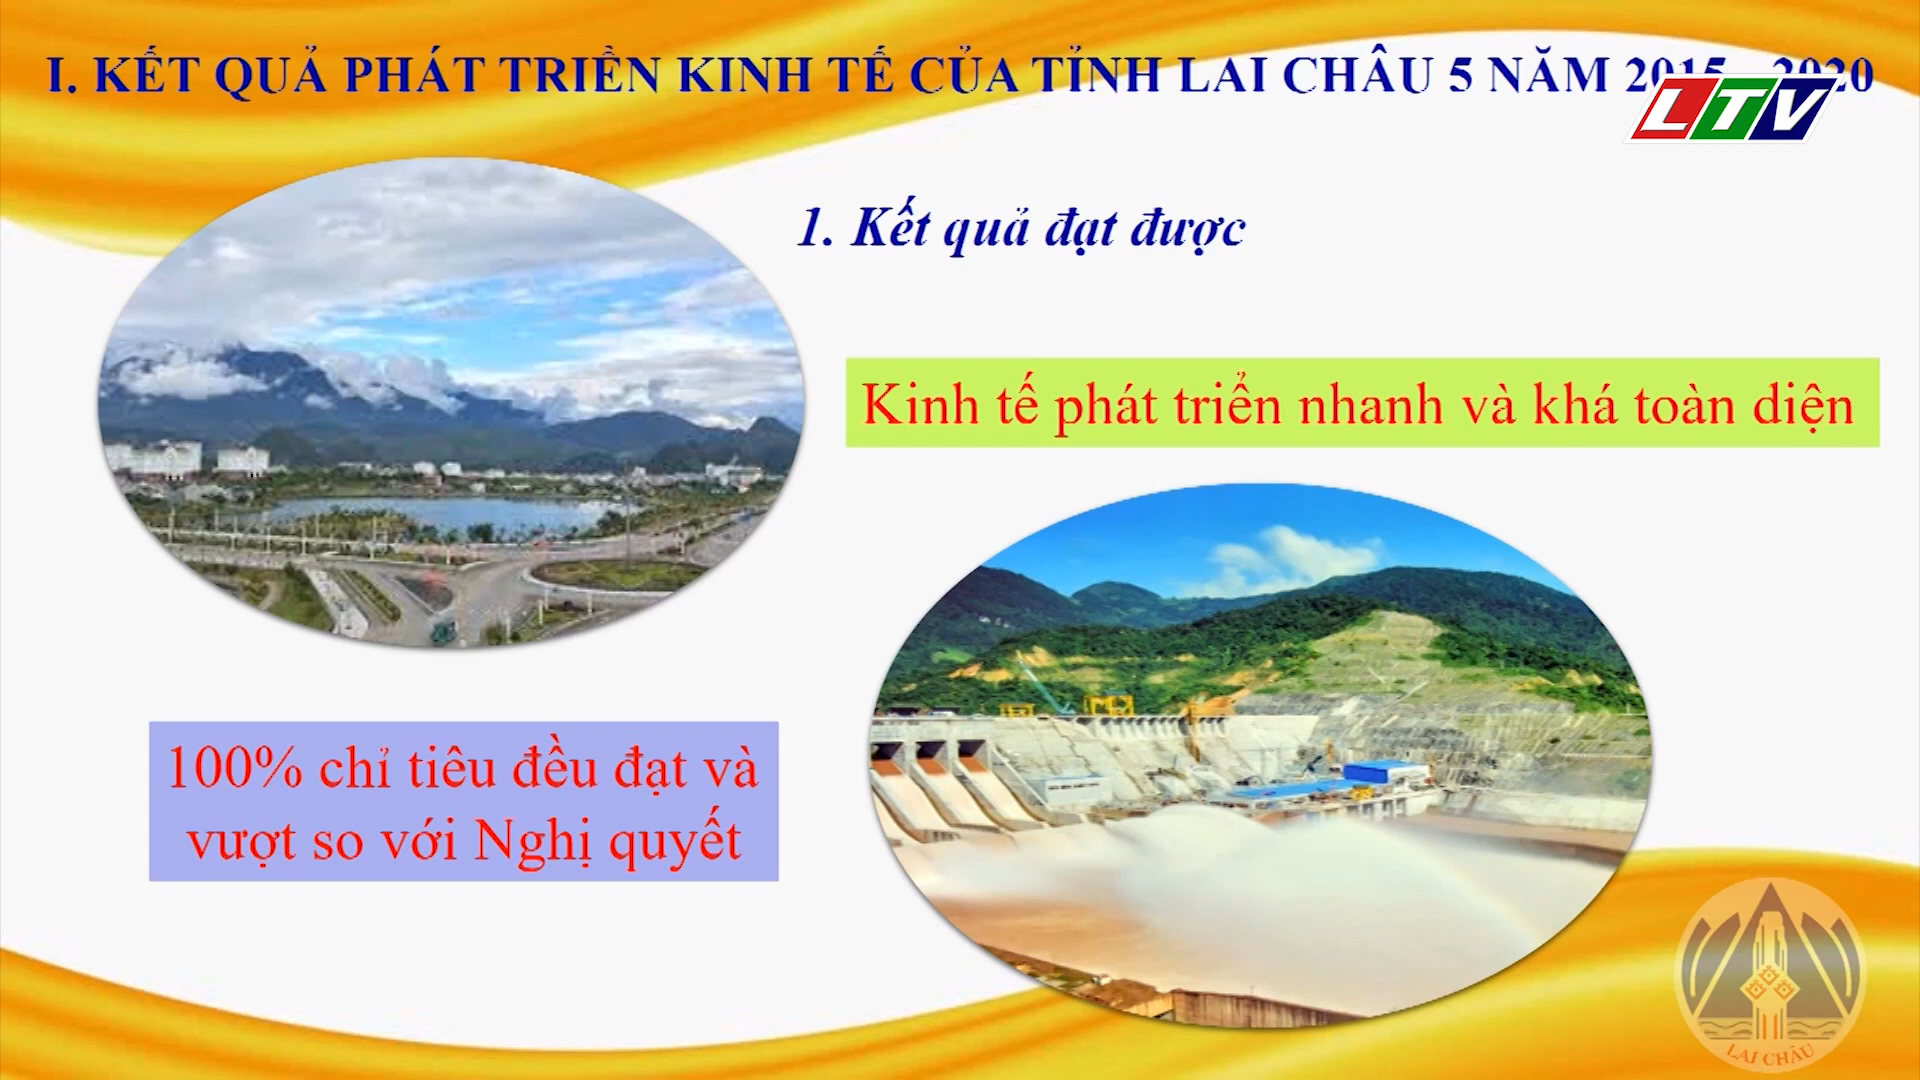 I. KẾT QUẢ PHÁT TRIỂN KINH TẾ CỦA TỈNH LAI CHÂU 5 NĂM 2015 - 2020
LTV
1. Kết quả đạt được
Kinh tế phát triển nhanh và khá toàn diện
100% chỉ tiêu đều đạt và
vượt so với Nghị quyết
LAI CHÂU